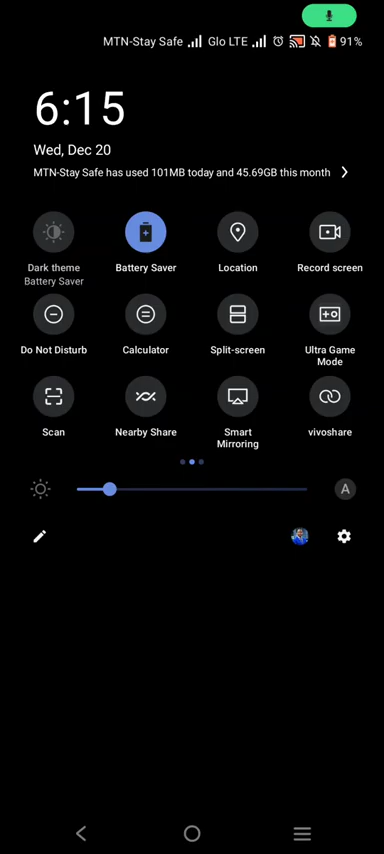 MTN-Stay Safe Glo LTE 91%
6:15
Wed, Dec 20
MTN-Stay Safe has used 101MB today and 45.69GB this month
Dark theme
Battery Saver
Battery Saver
Location
Record screen
Do Not Disturb
Calculator
Split-screen
Ultra Game
Mode
Scan
Nearby Share
Smart
Mirroring
vivoshare
A